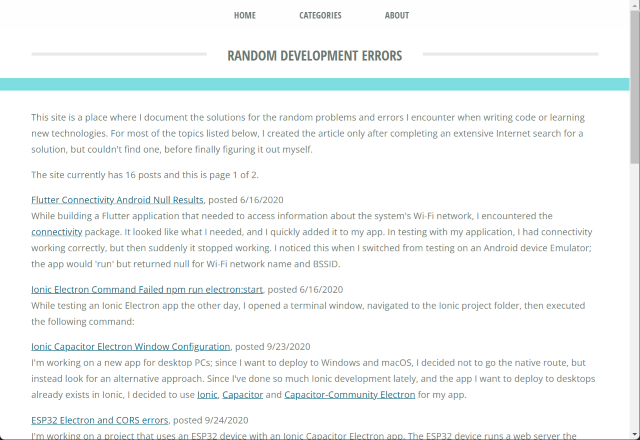 HOME CATEGORIES ABOUT
RANDOM DEVELOPMENT ERRORS
This site is a place where I document the solutions for the random problems and errors I encounter when writing code or learning
new technologies. For most of the topics listed below, I created the article only after completing an extensive Internet search for a
solution, but couldn't find one, before finally figuring it out myself.
The site currently has 16 posts and this is page 1 of 2.
Flutter Connectivity Android Null Results, posted 6/16/2020
While building a Flutter application that needed to access information about the system's Wi-Fi network, I encountered the
connectivity package. It looked like what I needed, and I quickly added it to my app. In testing with my application, I had connectivity
working correctly, but then suddenly it stopped working. I noticed this when I switched from testing on an Android device Emulator;
the app would 'run' but returned null for Wi-Fi network name and BSSID.
Ionic Electron Command Failed npm run electron:start, posted 6/16/2020
While testing an Ionic Electron app the other day, I opened a terminal window, navigated to the Ionic project folder, then executed
the following command:
Ionic Capacitor Electron Window Configuration, posted 9/23/2020
I'm working on a new app for desktop PCs; since I want to deploy to Windows and macOS, I decided not to go the native route, but
instead look for an alternative approach. Since I've done so much Ionic development lately, and the app I want to deploy to desktops
already exists in Ionic, I decided to use Ionic, Capacitor and Capacitor-Community Electron for my app.
ESP32 Electron and CORS errors, posted 9/24/2020
I'm working on a project that uses an ESP32 device with an Ionic Capacitor Electron app. The ESP32 device runs a web server the